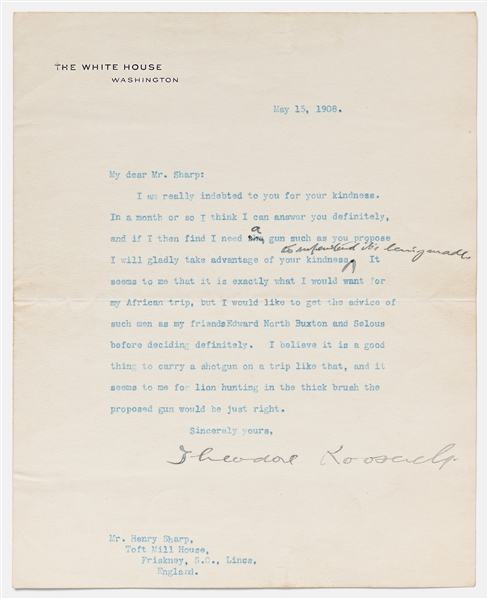 THE WHITE HOUSE
WASHINGTON
May 15, 1908.
My dear Mr. Sharp:
I am really indebted to you for your kindness.
In a month or so I think I can answer you definitely,
a
and if I then find I need gun such as you propose
to superintend its being made
I will gladly take advantage of your kindness. It
seems to me that it is exactly what I would want for
my African trip, but I would like to get the advice of
such men as my friends Edward North Buxton and Selous
before deciding definitely. I believe it is a good
thing to carry a shotgun on a trip like that, and it
seems to me for lion hunting in the thick brush the
proposed gun would be just right.
Sincerely yours,
Theodore Roosevelt
Mr. Henry Sharp,
Toft Mill House,
Friskney, S.O., Lincs,
England.